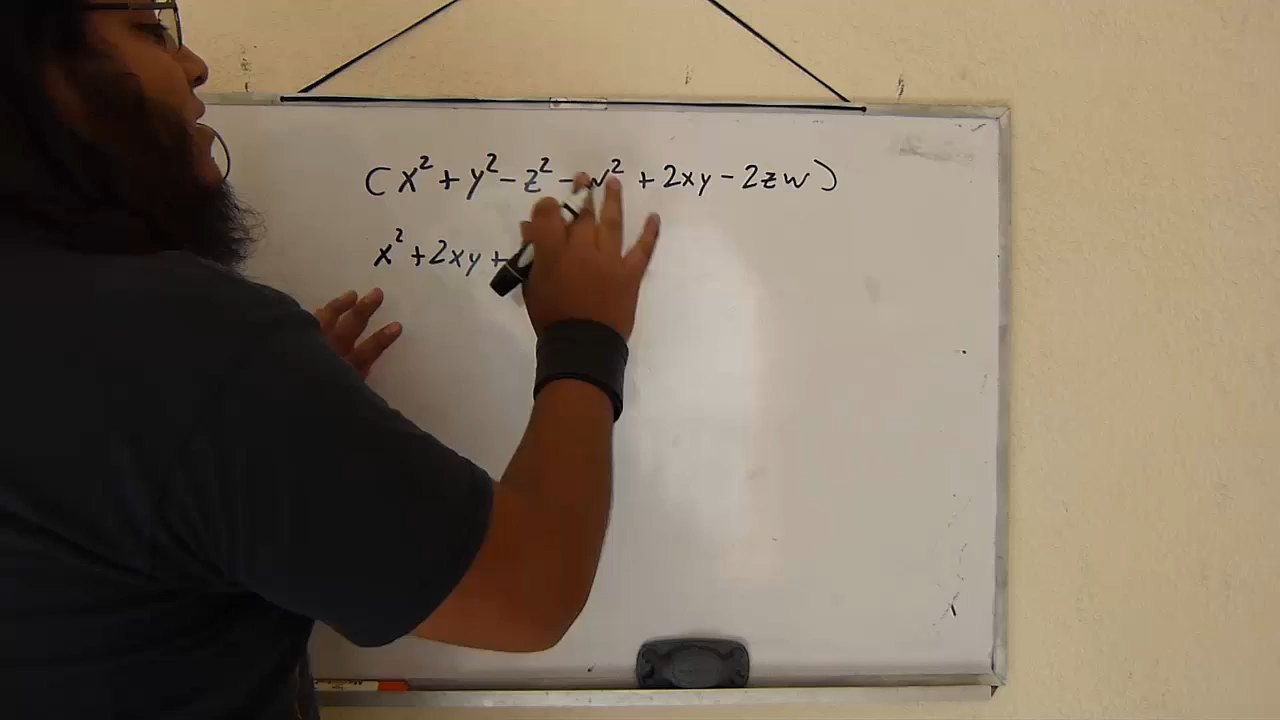 (x² + y² - z² - w² + 2xy - 2zw)
x² + 2xy +